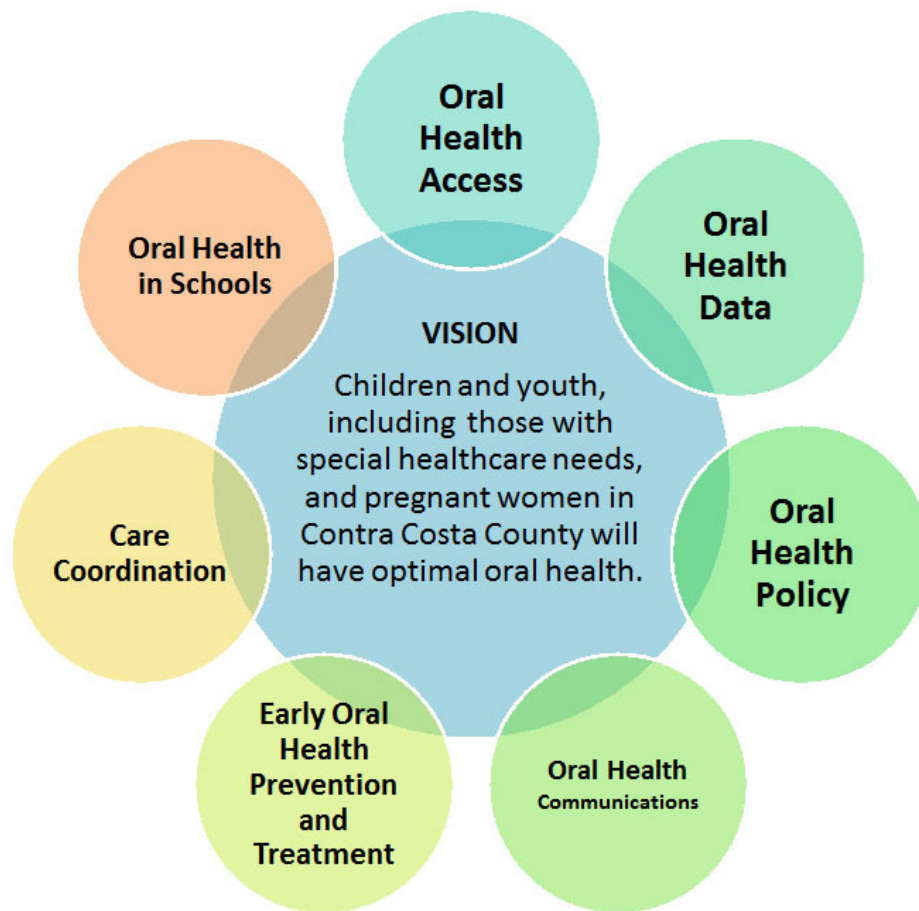 Oral
Health
Access
Oral
Health
Data
Oral
Health
Policy
Oral Health
Communications
Early Oral
Health
Prevention
and
Treatment
Care
Coordination
Oral Health
in Schools
VISION
Children and youth,
including those with
special healthcare needs,
and pregnant women in
Contra Costa County will
have optimal oral health.